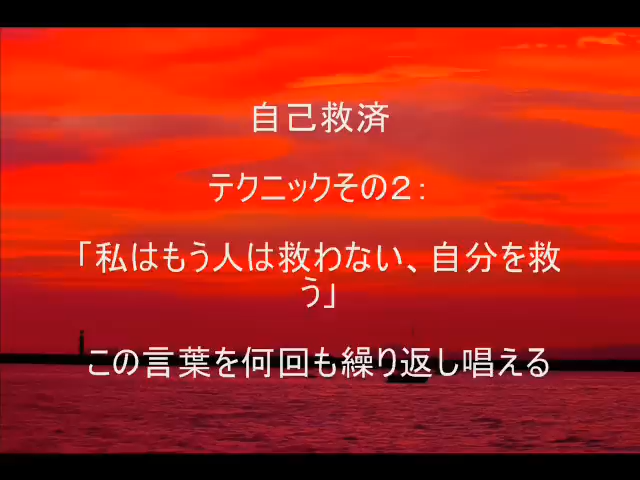 自己救済
テクニックその２：
「私はもう人は救わない、自分を救
う」
この言葉を何回も繰り返し唱える